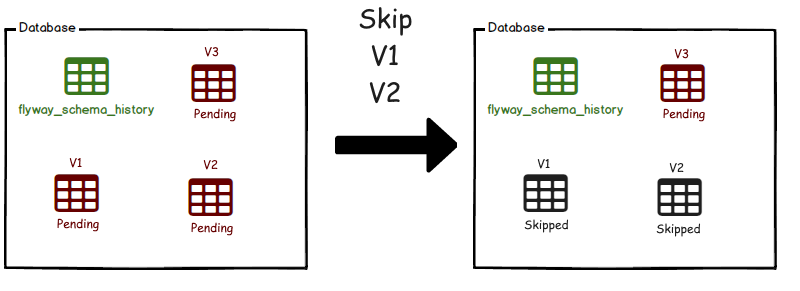 Database
V3
flyway_schema_history
Pending
V1
V2
Pending
Pending
Skip
V1
V2
Database
V3
flyway_schema_history
Pending
V1
V2
Skipped
Skipped